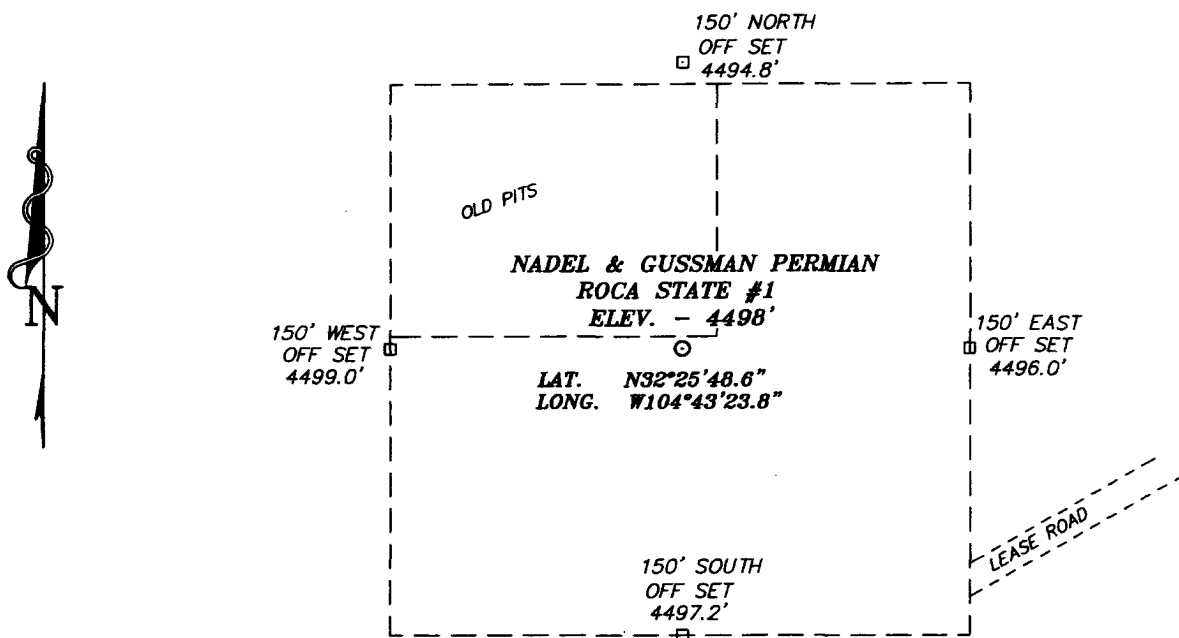 150' NORTH
OFF SET
4494.8'
OLD PITS
NADEL & GUSSMAN PERMIAN
ROCA STATE #1
ELEV. - 4498'
150' WEST
OFF SET
4499.0'
150' EAST
OFF SET
4496.0'
LAT. N32°25'48.6"
LONG. W104°43'23.8"
N
LEASE ROAD
150' SOUTH
OFF SET
4497.2'